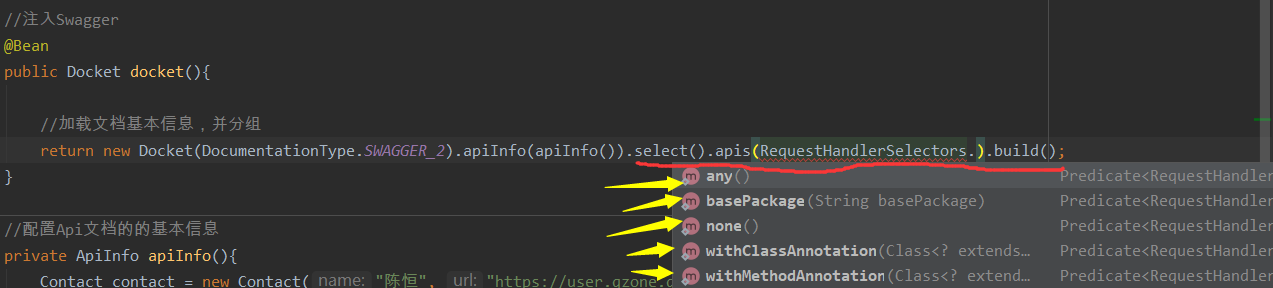 //注入Swagger
@Bean
public Docket docket(){
//加载文档基本信息，并分组
return new Docket(DocumentationType.SWAGGER_2).apiInfo(apiInfo()).select().apis(RequestHandlerSelectors.).build();
m any() Predicate<RequestHandler
}
m basePackage(String basePackage) Predicate<RequestHandler
//配置Api文档的的基本信息
m none() Predicate<RequestHandler
private ApiInfo apiInfo(){
m withClassAnnotation(Class<? extends… Predicate<RequestHandler
Contact contact = new Contact( name: "陈恒", url: "https://user.qzone.
m withMethodAnnotation(Class<? extend… Predicate<RequestHandler